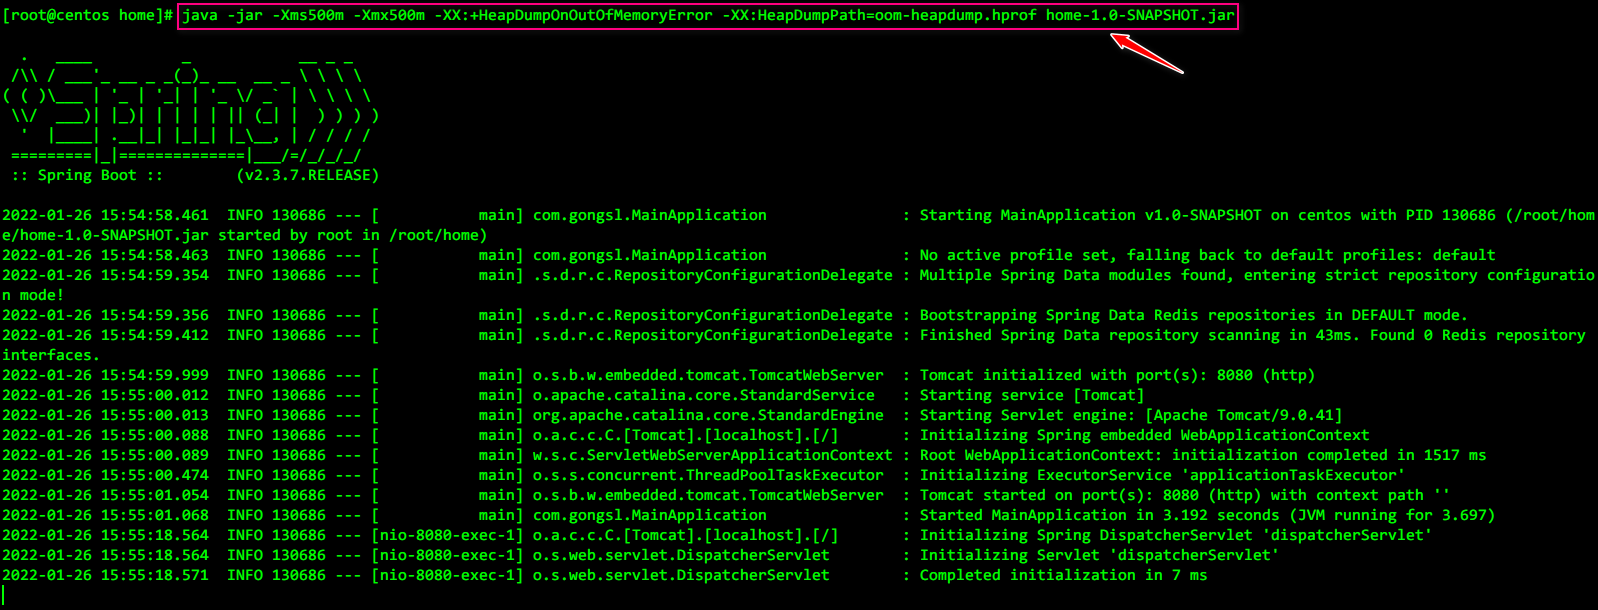 [root@centos home]# java -jar -Xms500m -Xmx500m -XX:+HeapDumpOnOutOfMemoryError -XX:HeapDumpPath=oom-heapdump.hprof home-1.0-SNAPSHOT.jar
  .   ____          _            __ _ _
 /\\ / ___'_ __ _ _(_)_ __  __ _ \ \ \ \
( ( )\___ | '_ | '_| | '_ \/ _` | \ \ \ \
 \\/  ___)| |_)| | | | | || (_| |  ) ) ) )
  '  |____| .__|_| |_|_| |_\__, | / / / /
 =========|_|==============|___/=/_/_/_/
 :: Spring Boot ::        (v2.3.7.RELEASE)
2022-01-26 15:54:58.461  INFO 130686 --- [           main] com.gongsl.MainApplication               : Starting MainApplication v1.0-SNAPSHOT on centos with PID 130686 (/root/hom
e/home-1.0-SNAPSHOT.jar started by root in /root/home)
2022-01-26 15:54:58.463  INFO 130686 --- [           main] com.gongsl.MainApplication               : No active profile set, falling back to default profiles: default
2022-01-26 15:54:59.354  INFO 130686 --- [           main] .s.d.r.c.RepositoryConfigurationDelegate : Multiple Spring Data modules found, entering strict repository configuratio
n mode!
2022-01-26 15:54:59.356  INFO 130686 --- [           main] .s.d.r.c.RepositoryConfigurationDelegate : Bootstrapping Spring Data Redis repositories in DEFAULT mode.
2022-01-26 15:54:59.412  INFO 130686 --- [           main] .s.d.r.c.RepositoryConfigurationDelegate : Finished Spring Data repository scanning in 43ms. Found 0 Redis repository
interfaces.
2022-01-26 15:54:59.999  INFO 130686 --- [           main] o.s.b.w.embedded.tomcat.TomcatWebServer  : Tomcat initialized with port(s): 8080 (http)
2022-01-26 15:55:00.012  INFO 130686 --- [           main] o.apache.catalina.core.StandardService   : Starting service [Tomcat]
2022-01-26 15:55:00.013  INFO 130686 --- [           main] org.apache.catalina.core.StandardEngine  : Starting Servlet engine: [Apache Tomcat/9.0.41]
2022-01-26 15:55:00.088  INFO 130686 --- [           main] o.a.c.c.C.[Tomcat].[localhost].[/]       : Initializing Spring embedded WebApplicationContext
2022-01-26 15:55:00.089  INFO 130686 --- [           main] w.s.c.ServletWebServerApplicationContext : Root WebApplicationContext: initialization completed in 1517 ms
2022-01-26 15:55:00.474  INFO 130686 --- [           main] o.s.s.concurrent.ThreadPoolTaskExecutor  : Initializing ExecutorService 'applicationTaskExecutor'
2022-01-26 15:55:01.054  INFO 130686 --- [           main] o.s.b.w.embedded.tomcat.TomcatWebServer  : Tomcat started on port(s): 8080 (http) with context path ''
2022-01-26 15:55:01.068  INFO 130686 --- [           main] com.gongsl.MainApplication               : Started MainApplication in 3.192 seconds (JVM running for 3.697)
2022-01-26 15:55:18.564  INFO 130686 --- [nio-8080-exec-1] o.a.c.c.C.[Tomcat].[localhost].[/]       : Initializing Spring DispatcherServlet 'dispatcherServlet'
2022-01-26 15:55:18.564  INFO 130686 --- [nio-8080-exec-1] o.s.web.servlet.DispatcherServlet        : Initializing Servlet 'dispatcherServlet'
2022-01-26 15:55:18.571  INFO 130686 --- [nio-8080-exec-1] o.s.web.servlet.DispatcherServlet        : Completed initialization in 7 ms